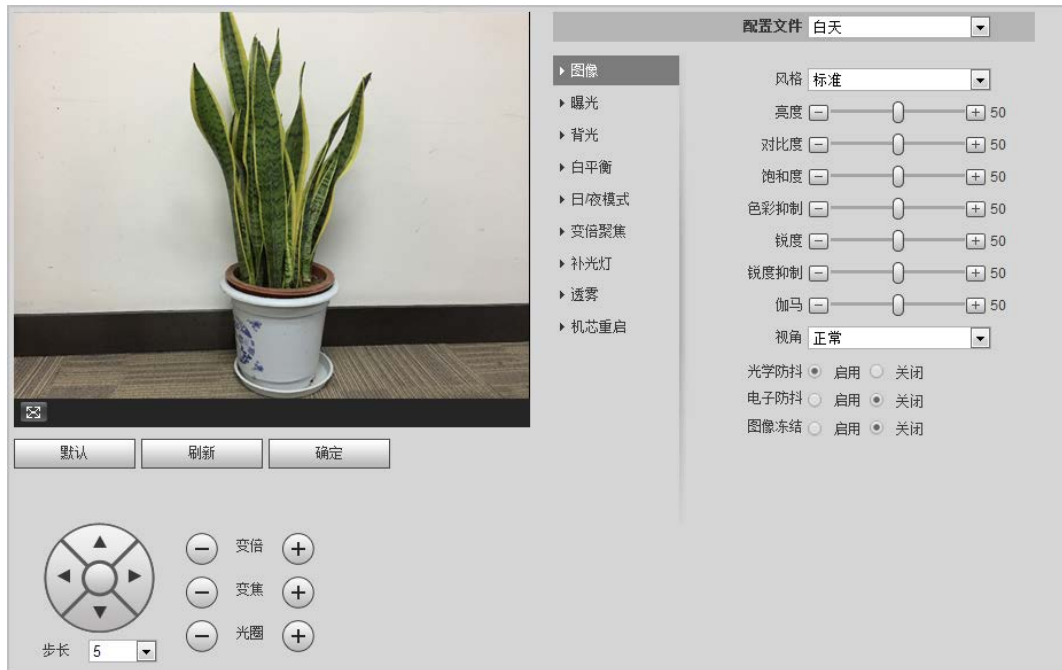 配置文件 白天
图像
曝光
背光
白平衡
日/夜模式
变倍聚焦
补光灯
透雾
机芯重启
风格 标准
亮度 50
对比度 50
饱和度 50
色彩抑制 50
锐度 50
锐度抑制 50
伽马 50
视角 正常
光学防抖 启用 关闭
电子防抖 启用 关闭
图像冻结 启用 关闭
默认 刷新 确定
变倍
变焦
光圈
步长 5